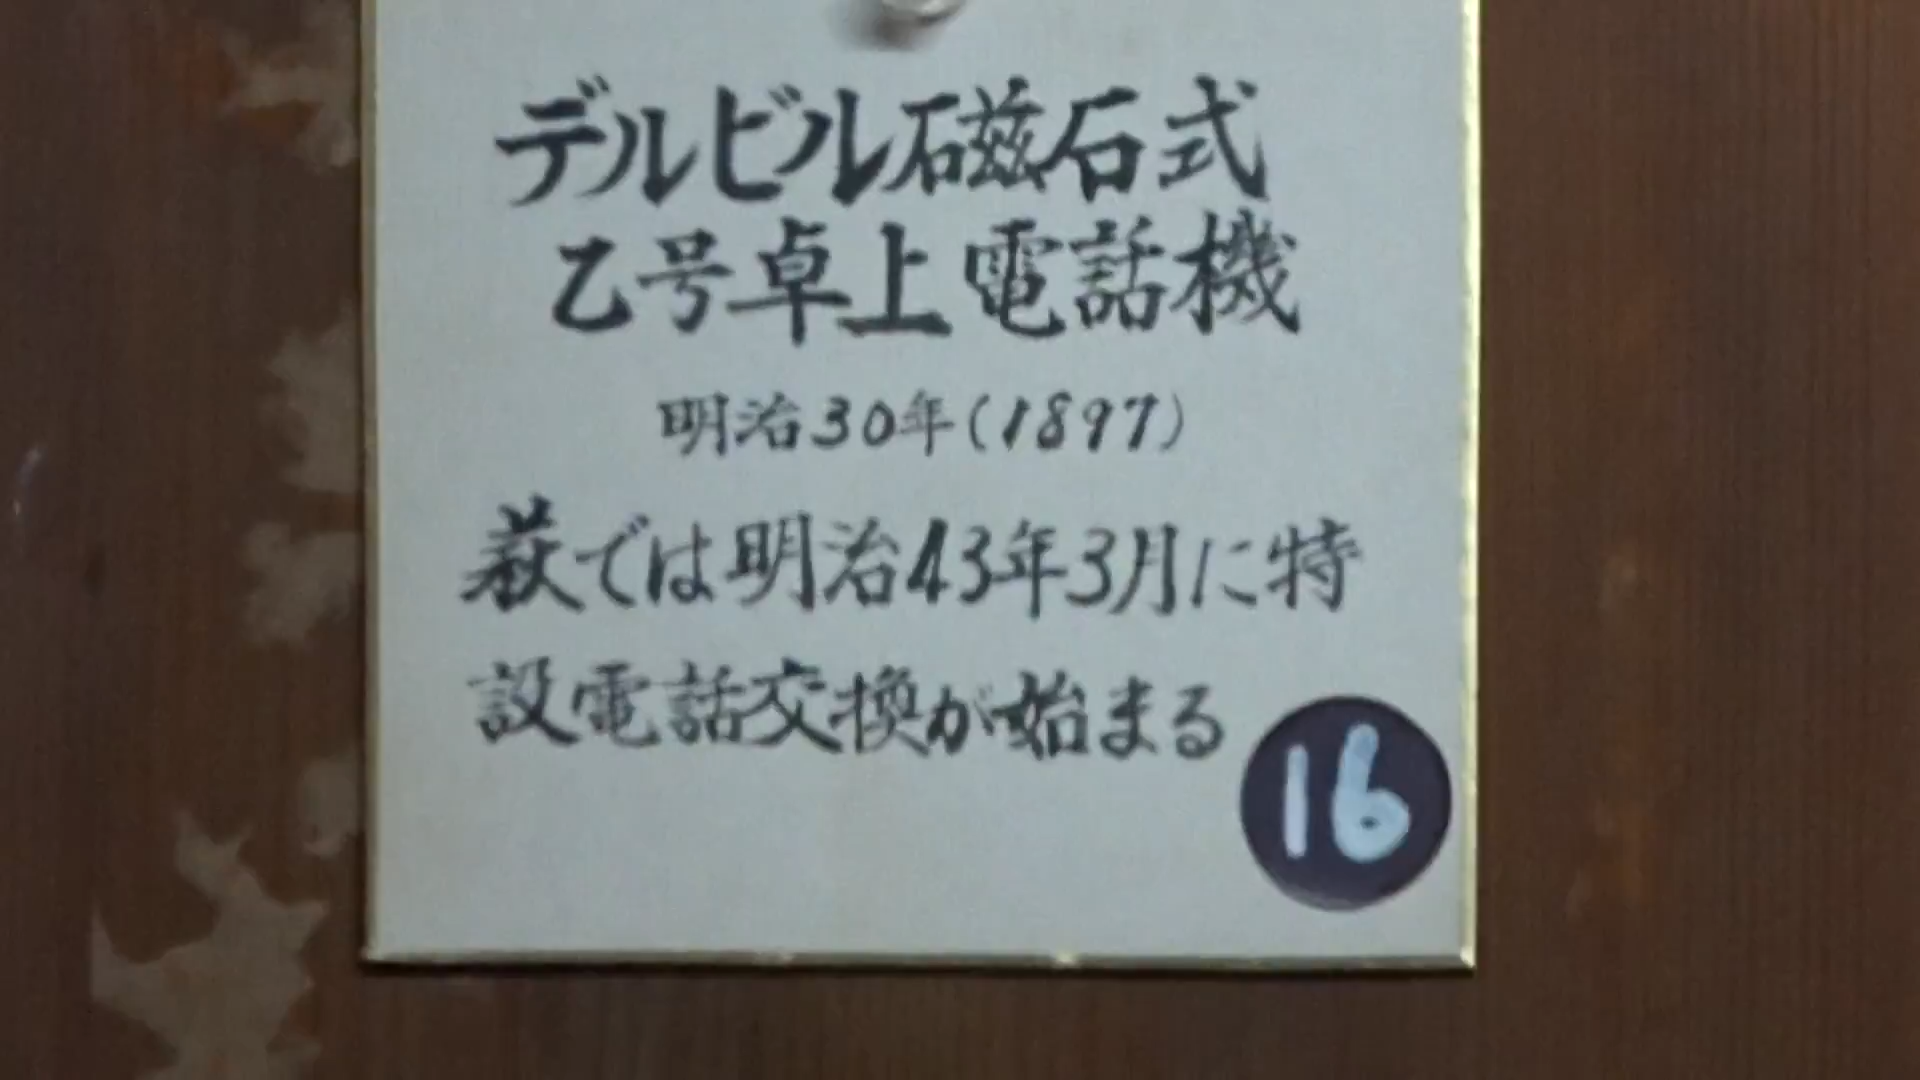 デルビル磁石式
乙号卓上電話機
明治30年(1897)
萩では明治43年3月に特
設電話交換が始まる
16